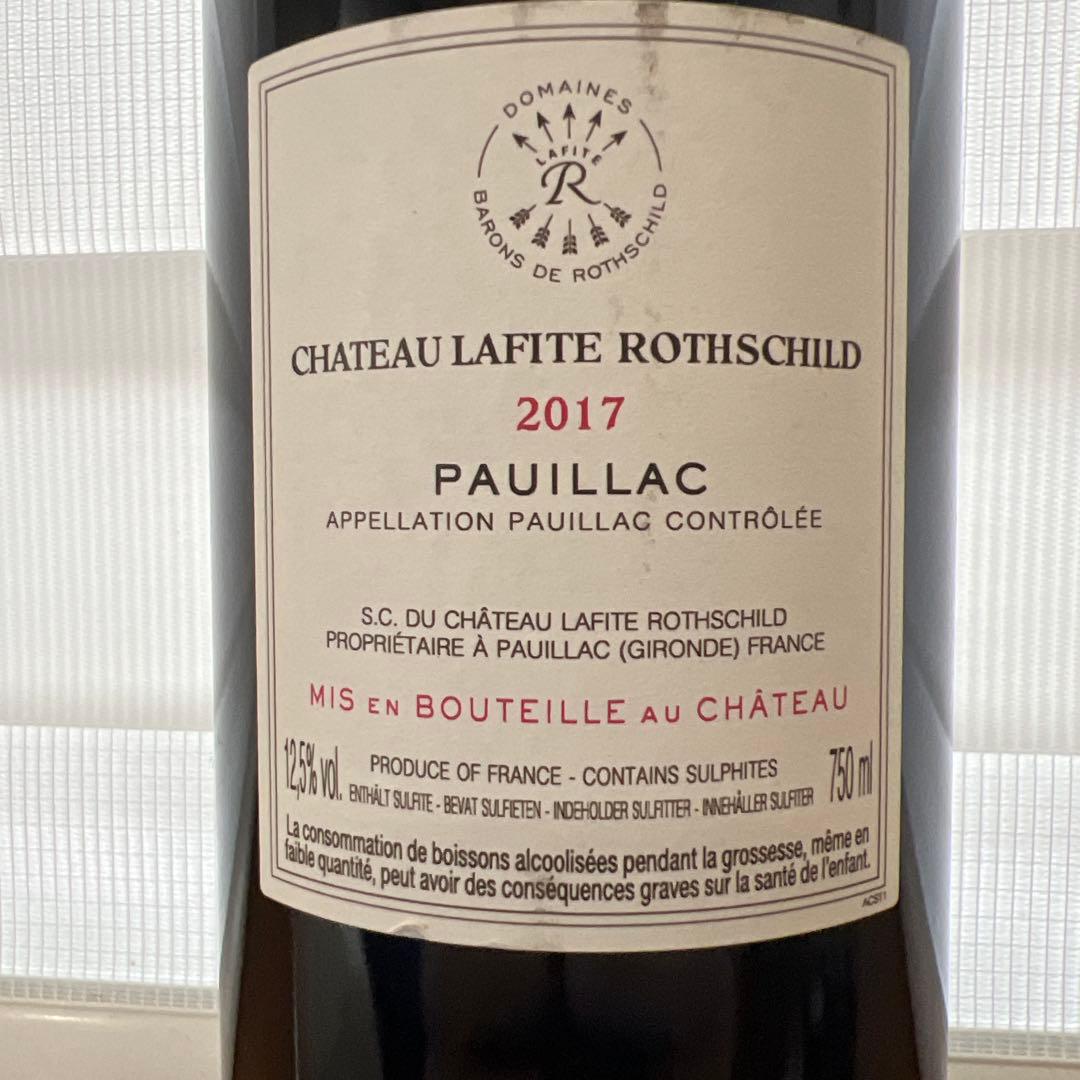 DOMAINES
LAFITE
R
BARONS DE ROTHSCHILD
CHATEAU LAFITE ROTHSCHILD
2017
PAUILLAC
APPELLATION PAUILLAC CONTRÔLÉE
S.C. DU CHÂTEAU LAFITE ROTHSCHILD
PROPRIÉTAIRE À PAUILLAC (GIRONDE) FRANCE
MIS EN BOUTEILLE AU CHÂTEAU
12,5% vol.
PRODUCE OF FRANCE - CONTAINS SULPHITES
750 ml
ENTHÄLT SULFITE - BEVAT SULFIETEN - INDEHOLDER SULFITTER - INNEHÅLLER SULFITER
La consommation de boissons alcoolisées pendant la grossesse, même en
faible quantité, peut avoir des conséquences graves sur la santé de l'enfant.